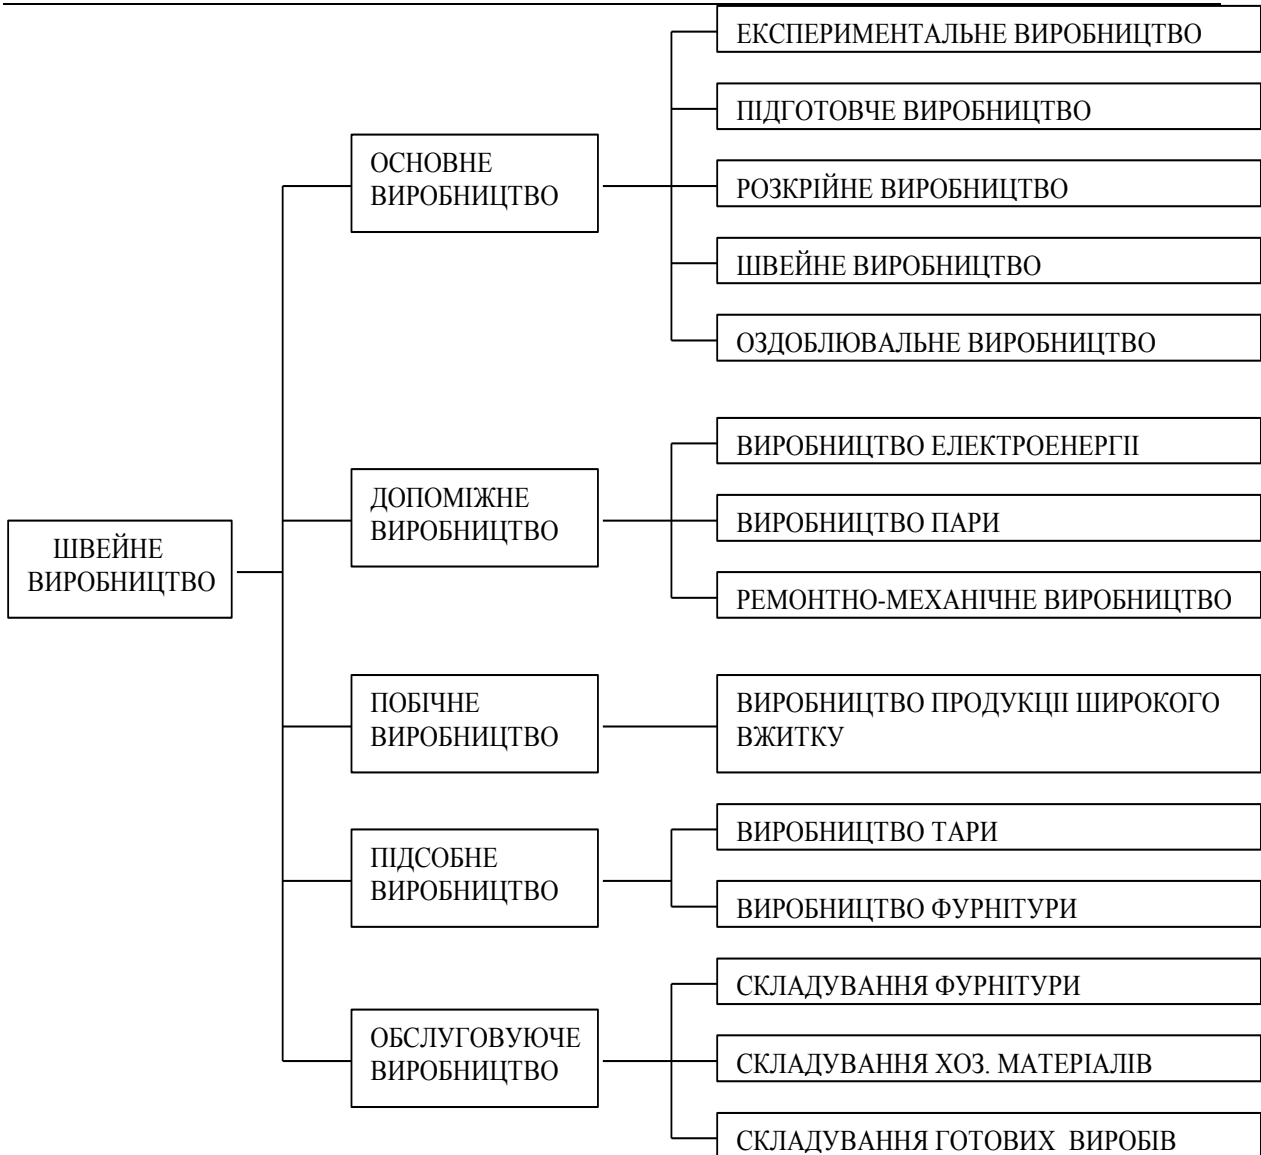 ЕКСПЕРИМЕНТАЛЬНЕ ВИРОБНИЦТВО
ПІДГОТОВЧЕ ВИРОБНИЦТВО
ОСНОВНЕ
ВИРОБНИЦТВО
РОЗКРІЙНЕ ВИРОБНИЦТВО
ШВЕЙНЕ ВИРОБНИЦТВО
ОЗДОБЛЮВАЛЬНЕ ВИРОБНИЦТВО
ВИРОБНИЦТВО ЕЛЕКТРОЕНЕРГІІ
ДОПОМІЖНЕ
ВИРОБНИЦТВО
ВИРОБНИЦТВО ПАРИ
ШВЕЙНЕ
ВИРОБНИЦТВО
РЕМОНТНО-МЕХАНІЧНЕ ВИРОБНИЦТВО
ПОБІЧНЕ
ВИРОБНИЦТВО
ВИРОБНИЦТВО ПРОДУКЦІІ ШИРОКОГО
ВЖИТКУ
ВИРОБНИЦТВО ТАРИ
ПІДСОБНЕ
ВИРОБНИЦТВО
ВИРОБНИЦТВО ФУРНІТУРИ
СКЛАДУВАННЯ ФУРНІТУРИ
ОБСЛУГОВУЮЧЕ
ВИРОБНИЦТВО
СКЛАДУВАННЯ ХОЗ. МАТЕРІАЛІВ
СКЛАДУВАННЯ ГОТОВИХ ВИРОБІВ